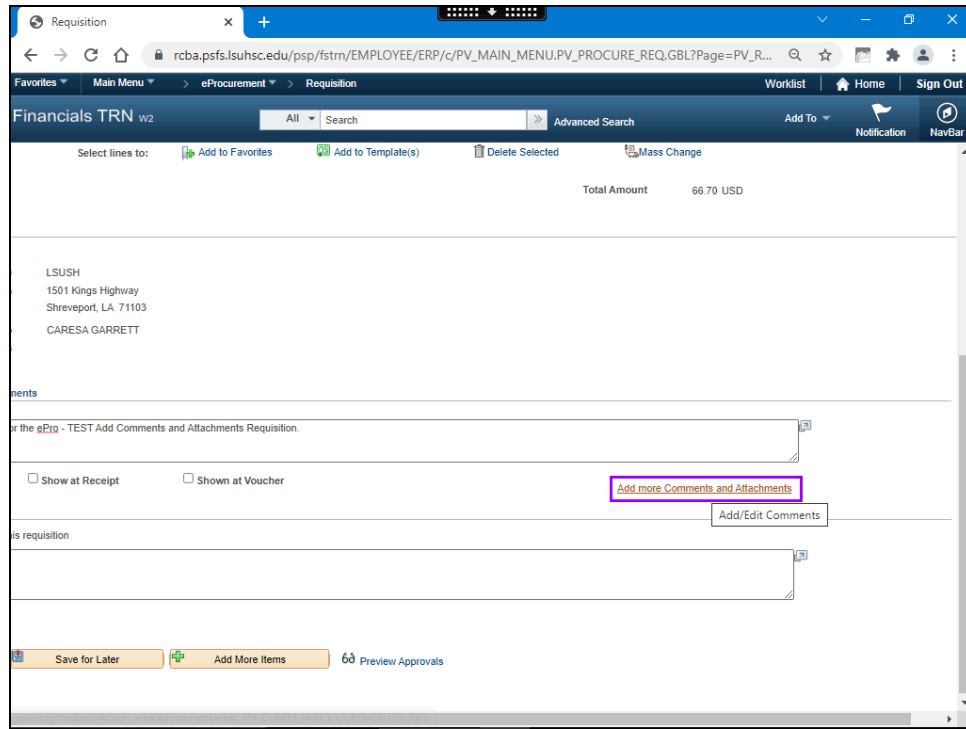 Requisition
rcba.psfs.lsuhsc.edu/psp/fstrn/EMPLOYEE/ERP/c/PV_MAIN_MENU.PV_PROCURE_REQ.GBL?Page=PV_R...
Favorites Main Menu > eProcurement > Requisition Worklist Home Sign Out
Financials TRN W2 All Search Advanced Search Add To Notification NavBar
Select lines to: Add to Favorites Add to Template(s) Delete Selected Mass Change
Total Amount 66.70 USD
LSUSH
1501 Kings Highway
Shreveport, LA 71103
CARESA GARRETT
ments
or the ePro - TEST Add Comments and Attachments Requisition.
Show at Receipt Shown at Voucher Add more Comments and Attachments
Add/Edit Comments
is requisition
Save for Later Add More Items Preview Approvals